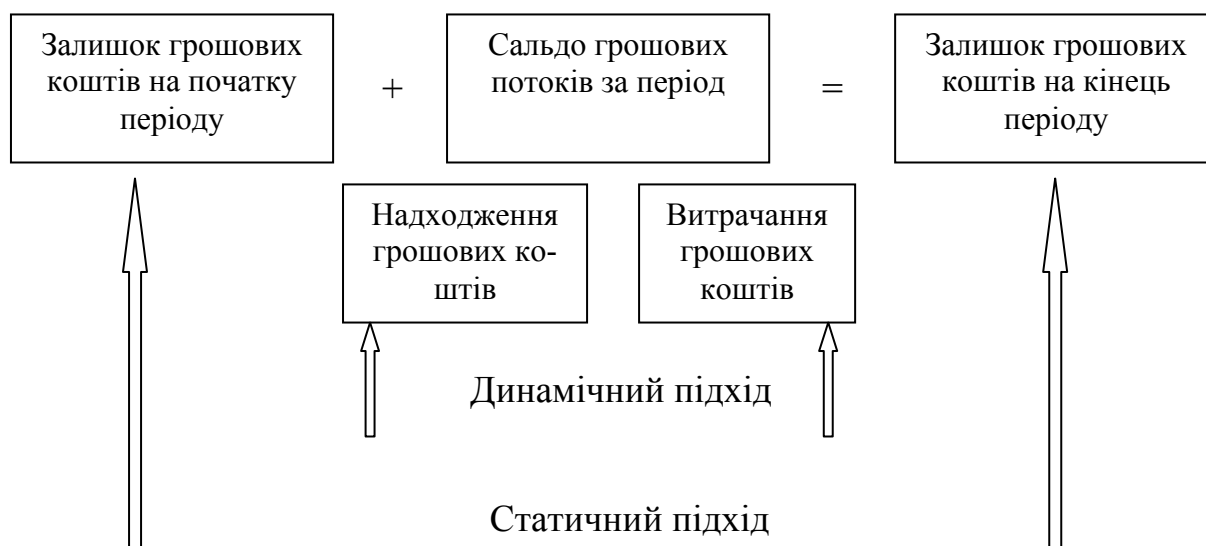 Залишок грошових
коштів на початку
періоду
+
Сальдо грошових
потоків за період
=
Залишок грошових
коштів на кінець
періоду
Надходження
грошових ко-
штів
Витрачання
грошових
коштів
Динамічний підхід
Статичний підхід